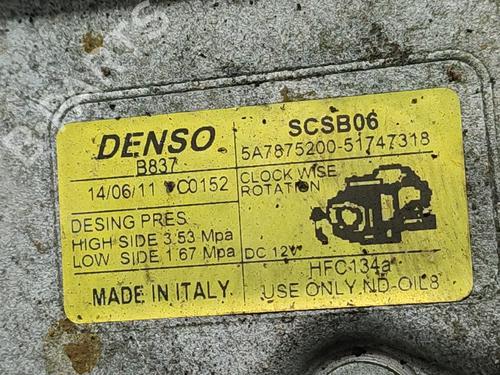 DENSO
B837
14/06/11 C0152
DESING PRES.
HIGH SIDE 3.53 Mpa
LOW SIDE 1.67 Mpa
MADE IN ITALY
SCSB06
5A7875200-51747318
CLOCK WISE
ROTATION
DC 12V
HFC134a
USE ONLY ND-OIL8